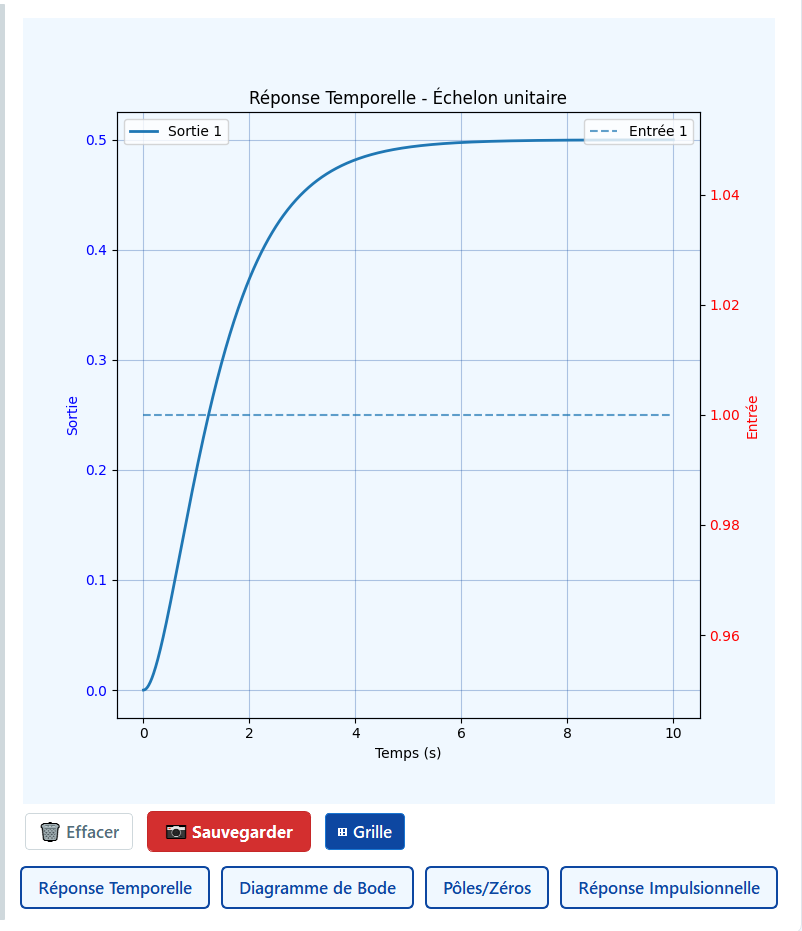 Réponse Temporelle - Échelon unitaire
Sortie 1
Entrée 1
0.5
0.4
0.3
0.2
0.1
0.0
Sortie
1.04
1.02
1.00
0.98
0.96
Entrée
0 2 4 6 8 10
Temps (s)
Effacer Sauvegarder Grille
Réponse Temporelle Diagramme de Bode Pôles/Zéros Réponse Impulsionnelle